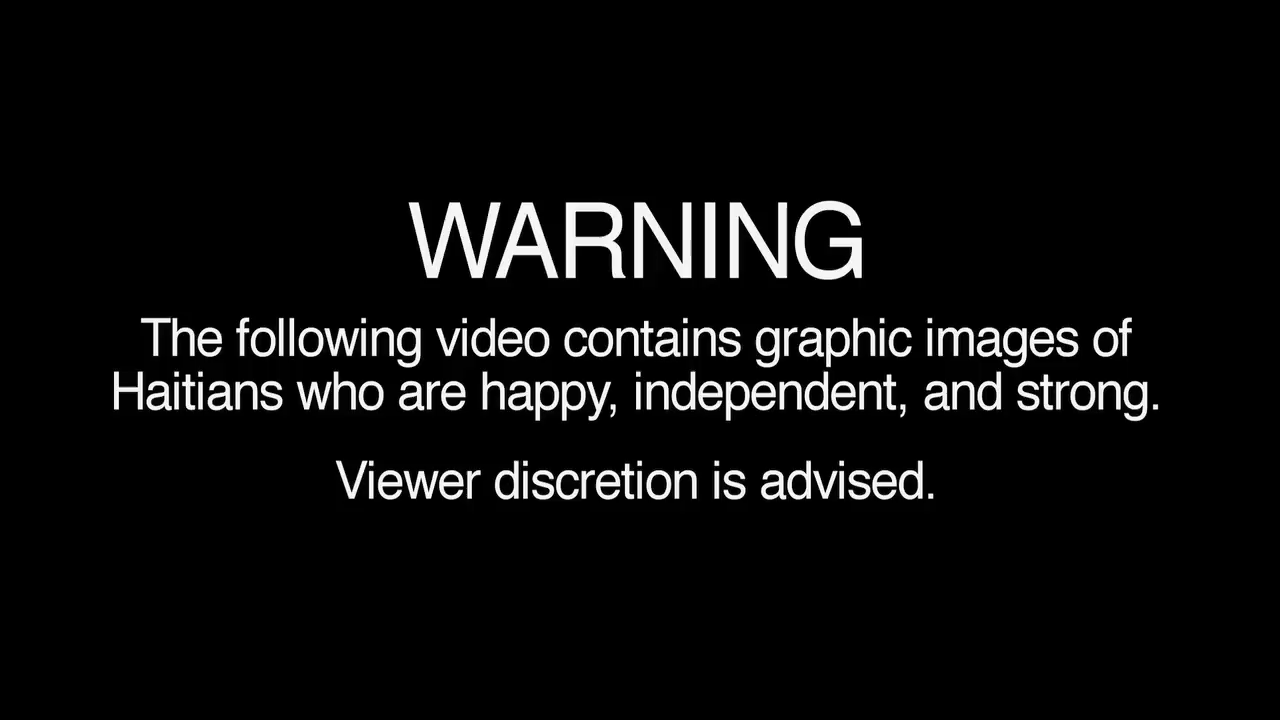 WARNING
The following video contains graphic images of
Haitians who are happy, independent, and strong.
Viewer discretion is advised.